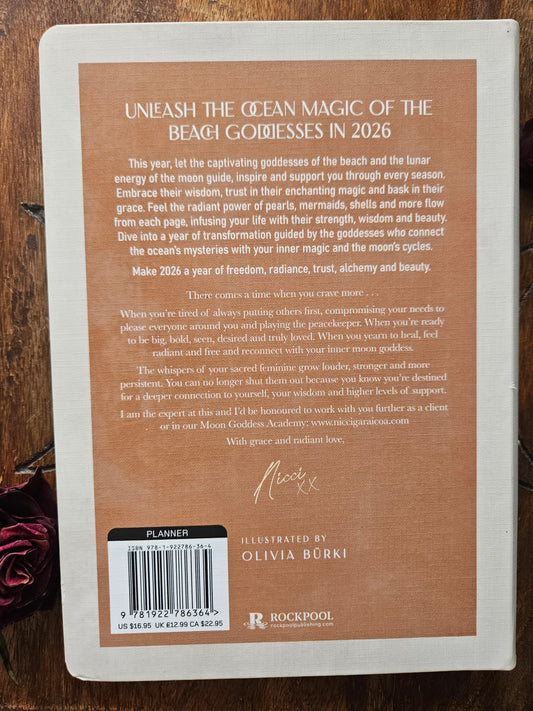 UNLEASH THE OCEAN MAGIC OF THE
BEACH GODDESSES IN 2026
This year, let the captivating goddesses of the beach and the lunar
energy of the moon guide, inspire and support you through every season.
Embrace their wisdom, trust in their enchanting magic and bask in their
grace. Feel the radiant power of pearls, mermaids, shells and more flow
from each page, infusing your life with their strength, wisdom and beauty.
Dive into a year of transformation guided by the goddesses who connect
the ocean's mysteries with your inner magic and the moon's cycles.
Make 2026 a year of freedom, radiance, trust, alchemy and beauty.
There comes a time when you crave more . . .
When you're tired of always putting others first, compromising your needs to
please everyone around you and playing the peacekeeper. When you're ready
to be big, bold, seen, desired and truly loved. When you yearn to heal, feel
radiant and free and reconnect with your inner moon goddess.
The whispers of your sacred feminine grow louder, stronger and more
persistent. You can no longer shut them out because you know you're destined
for a deeper connection to yourself, your wisdom and higher levels of support.
I am the expert at this and I'd be honoured to work with you further as a client
or in our Moon Goddess Academy: www.niccigaraicoa.com
With grace and radiant love,
Nicci
xx
PLANNER
ISBN 978-1-922786-36-4
9 781922 786364 >
US $16.95 UK £12.99 CA $22.95
ILLUSTRATED BY
OLIVIA BÜRKI
R ROCKPOOL
rockpoolpublishing.com